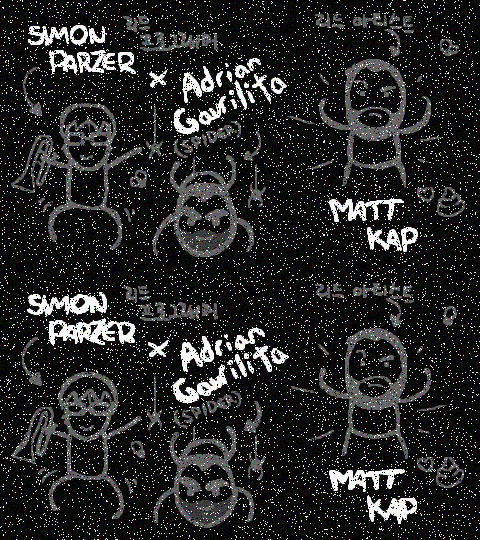 SIMON
PARZER
리드
프로그래머
×
Adrian
Gavrilita
(SPIDER)
리드 아티스트
MATT
KAP
SIMON
PARZER
리드
프로그래머
×
Adrian
Gavrilita
(SPIDER)
리드 아티스트
MATT
KAP